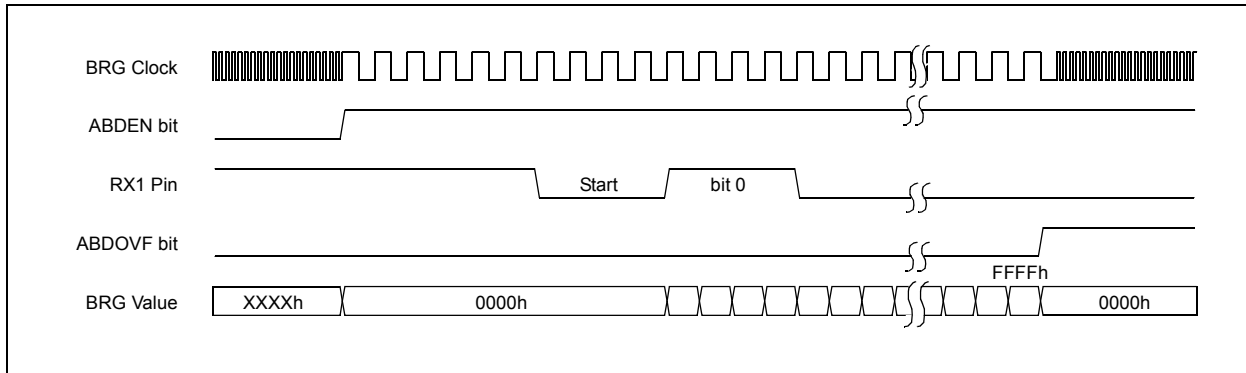 BRG Clock
ABDEN bit
RX1 Pin
Start
bit 0
ABDOVF bit
FFFFh
BRG Value
XXXXh
0000h
0000h